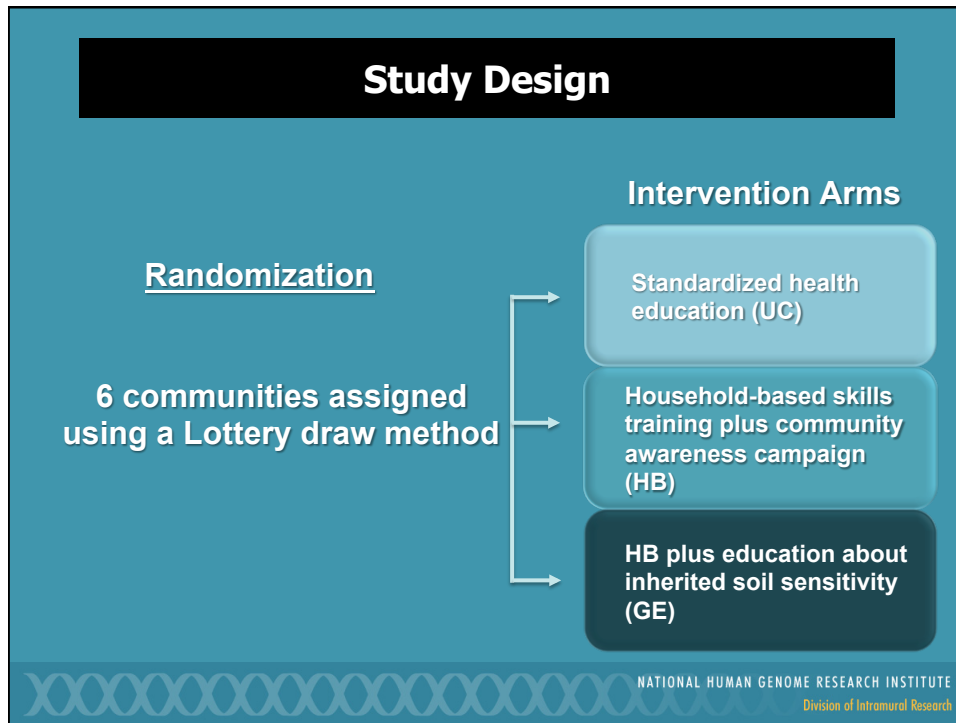 Study Design
Intervention Arms
Randomization
6 communities assigned
using a Lottery draw method
Standardized health
education (UC)
Household-based skills
training plus community
awareness campaign
(HB)
HB plus education about
inherited soil sensitivity
(GE)
NATIONAL HUMAN GENOME RESEARCH INSTITUTE
Division of Intramural Research